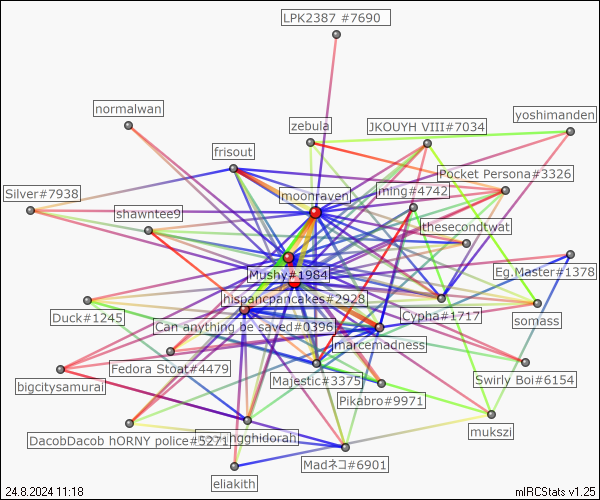 LPK2387 #7690
normalwan
yoshimanden
zebula
JKOUYH VIII#7034
frisout
Pocket Persona#3326
ming#4742
Silver#7938
moonraven
shawntee9
thesecondtwat
Eg.Master#1378
Mushy#1984
hispancpancakes#2928
Duck#1245
Cypha#1717
somass
Can anything be saved#0396
marcemadness
Fedora Stoat#4479
bigcitysamurai
Majestic#3375
Swirly Boi#6154
Pikabro#9971
mukszi
DacobDacob hORNY police#5271
hgghidorah
Madネコ#6901
eliakith
24.8.2024 11:18
mIRCStats v1.25